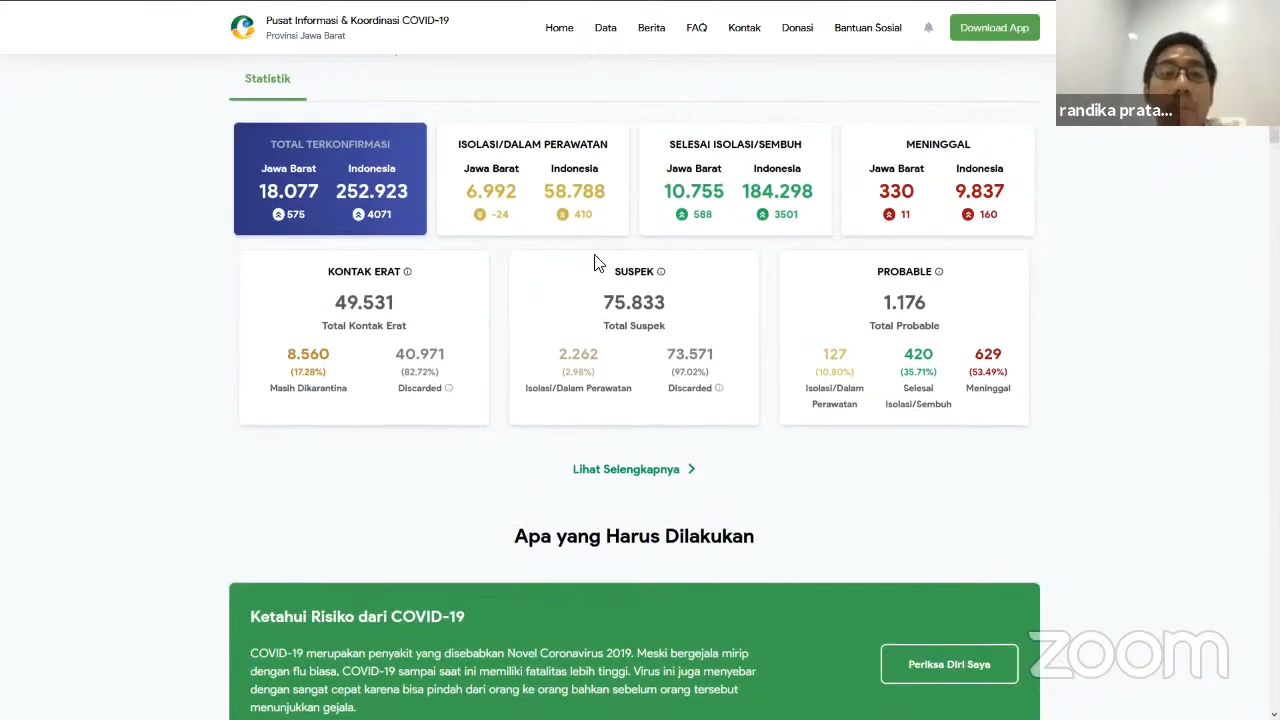 Pusat Informasi & Koordinasi COVID-19
Provinsi Jawa Barat
Home Data Berita FAQ Kontak Donasi Bantuan Sosial Download App
randika prata...
Statistik
TOTAL TERKONFIRMASI
Jawa Barat Indonesia
18.077 252.923
575 4071
ISOLASI/DALAM PERAWATAN
Jawa Barat Indonesia
6.992 58.788
-24 410
SELESAI ISOLASI/SEMBUH
Jawa Barat Indonesia
10.755 184.298
588 3501
MENINGGAL
Jawa Barat Indonesia
330 9.837
11 160
KONTAK ERAT
49.531
Total Kontak Erat
8.560 40.971
(17.28%) (82.72%)
Masih Dikarantina Discarded
SUSPEK
75.833
Total Suspek
2.262 73.571
(2.98%) (97.02%)
Isolasi/Dalam Perawatan Discarded
PROBABLE
1.176
Total Probable
127 420 629
(10.80%) (35.71%) (53.49%)
Isolasi/Dalam Selesai Meninggal
Perawatan Isolasi/Sembuh
Lihat Selengkapnya
Apa yang Harus Dilakukan
Ketahui Risiko dari COVID-19
COVID-19 merupakan penyakit yang disebabkan Novel Coronavirus 2019. Meski bergejala mirip
dengan flu biasa, COVID-19 sampai saat ini memiliki fatalitas lebih tinggi. Virus ini juga menyebar
dengan sangat cepat karena bisa pindah dari orang ke orang bahkan sebelum orang tersebut
menunjukkan gejala.
Periksa Diri Saya
zoom